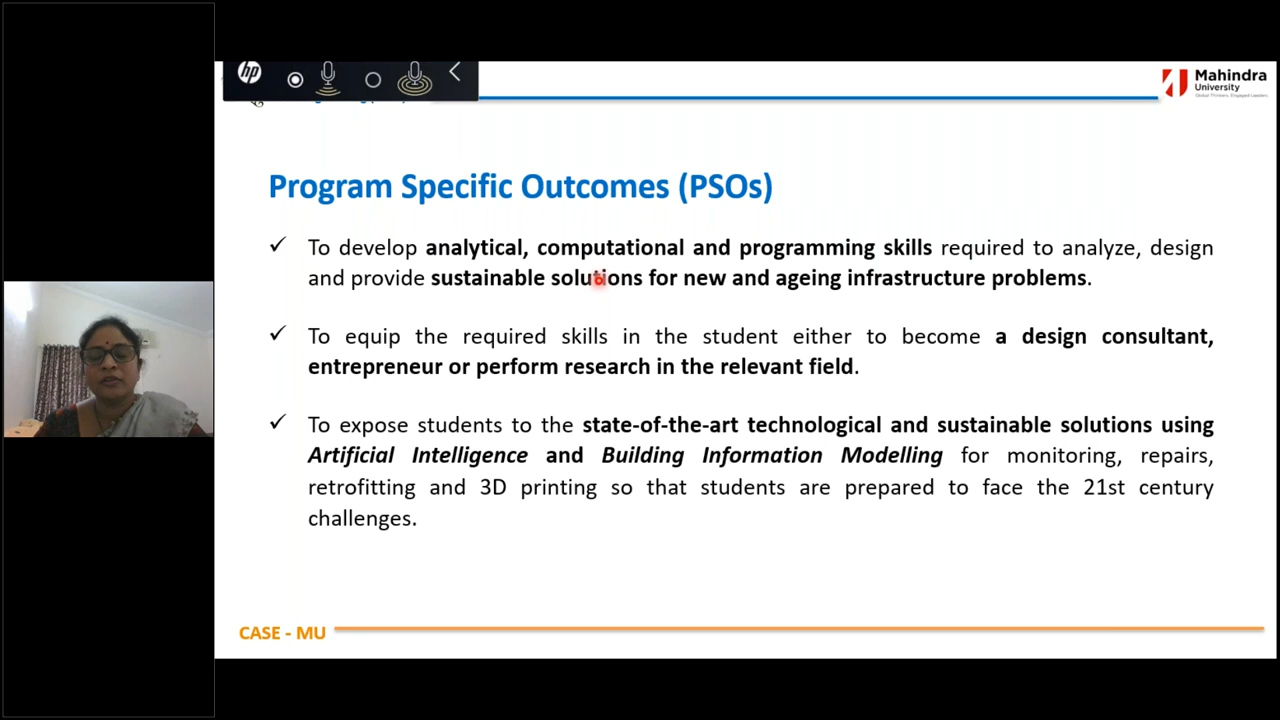 hp
Mahindra
University
Global Thinkers. Engaged Leaders.
Program Specific Outcomes (PSOs)
✓ To develop analytical, computational and programming skills required to analyze, design
and provide sustainable solutions for new and ageing infrastructure problems.
✓ To equip the required skills in the student either to become a design consultant,
entrepreneur or perform research in the relevant field.
✓ To expose students to the state-of-the-art technological and sustainable solutions using
Artificial Intelligence and Building Information Modelling for monitoring, repairs,
retrofitting and 3D printing so that students are prepared to face the 21st century
challenges.
CASE - MU